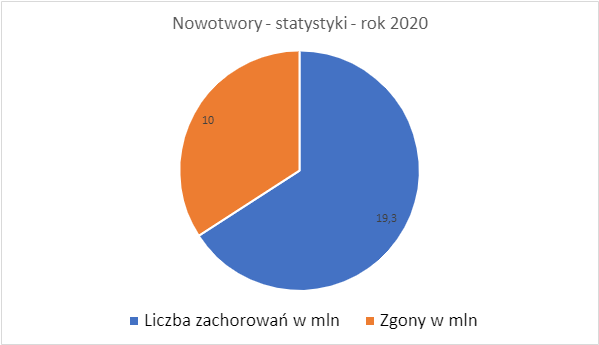 Nowotwory - statystyki - rok 2020
10
19,3
Liczba zachorowań w mln
Zgony w mln